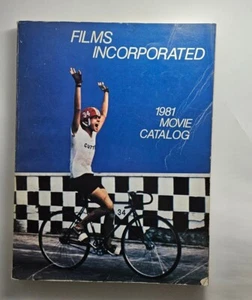 FILMS
INCORPORATED
1981
MOVIE
CATALOG
34